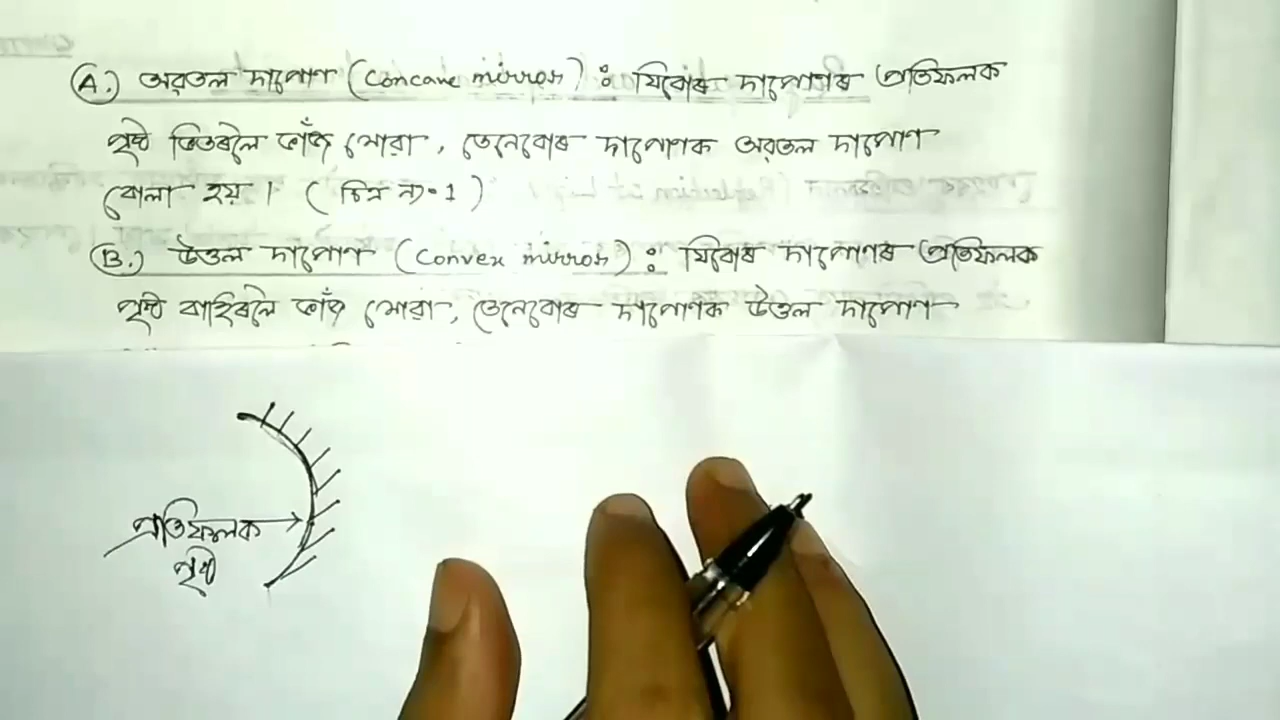 (A.) অৱতল দাপোণ (Concave mirror) : যিবোৰ দাপোণৰ প্ৰতিফলক
পৃষ্ঠ ভিতৰলৈ ভাঁজ মোৱা, তেনেবোৰ দাপোণক অৱতল দাপোণ
বোলা হয়। (চিত্ৰ নং-1)
(B.) উত্তল দাপোণ (Convex mirror) : যিবোৰ দাপোণৰ প্ৰতিফলক
পৃষ্ঠ বাহিৰলৈ ভাঁজ মোৱা, তেনেবোৰ দাপোণক উত্তল দাপোণ
প্ৰতিফলক
পৃষ্ঠ